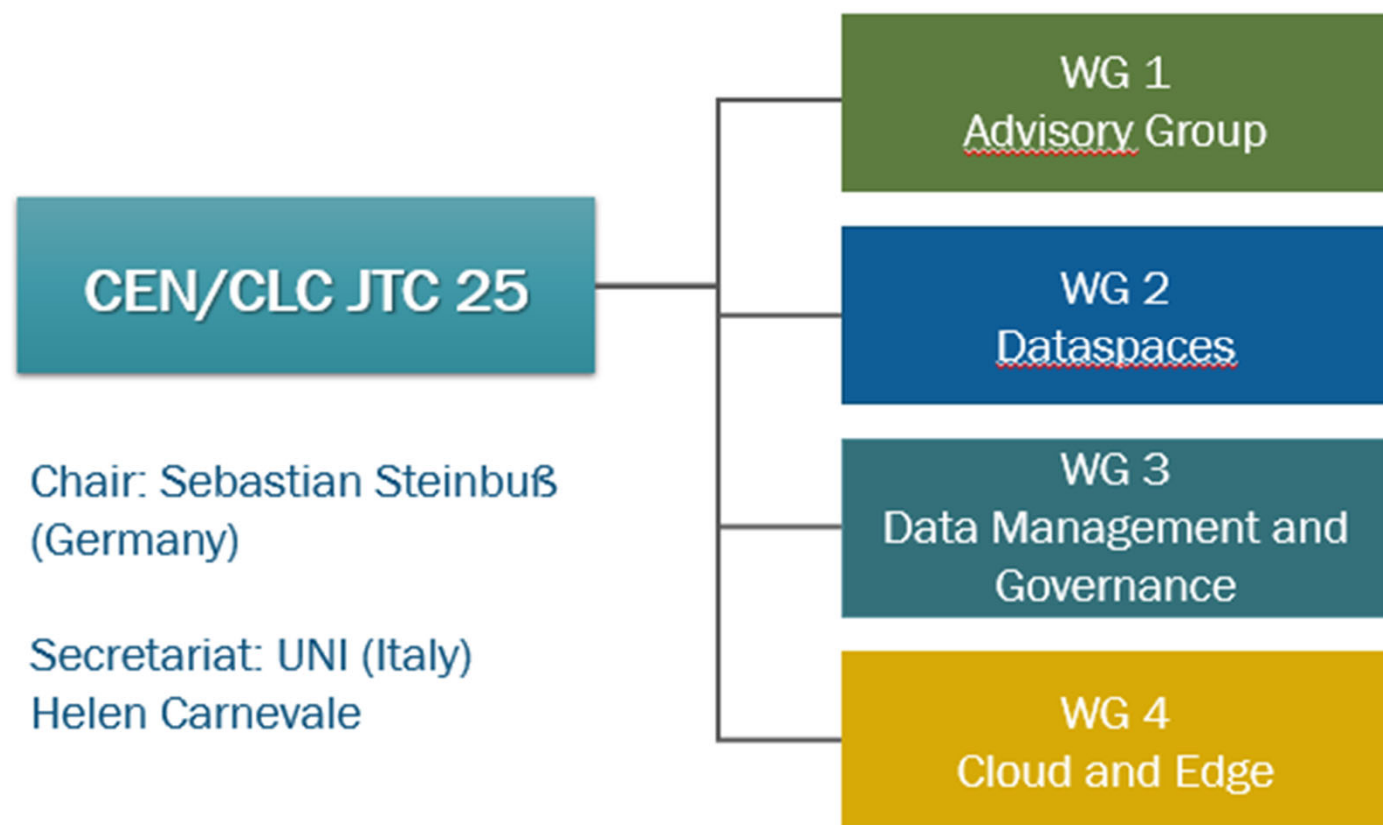 CEN/CLC JTC 25
Chair: Sebastian Steinbuß
(Germany)
Secretariat: UNI (Italy)
Helen Carnevale
WG 1
Advisory Group
WG 2
Dataspaces
WG 3
Data Management and
Governance
WG 4
Cloud and Edge